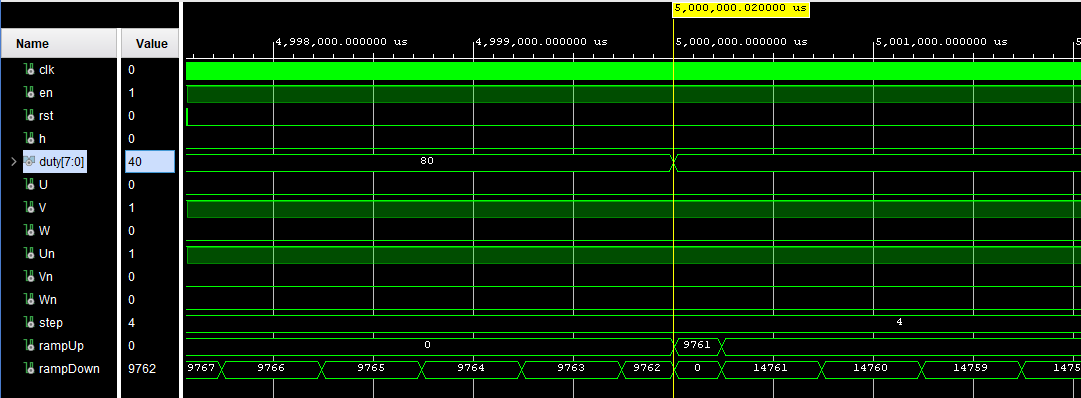 5,000,000.020000 us
Name Value
4,998,000.000000 us 4,999,000.000000 us 5,000,000.000000 us 5,001,000.000000 us
clk 0
en 1
rst 0
h 0
duty[7:0] 40 80
U 0
V 1
W 0
Un 1
Vn 0
Wn 0
step 4 4
rampUp 0 0 9761
rampDown 9762 9767 9766 9765 9764 9763 9762 0 14761 14760 14759